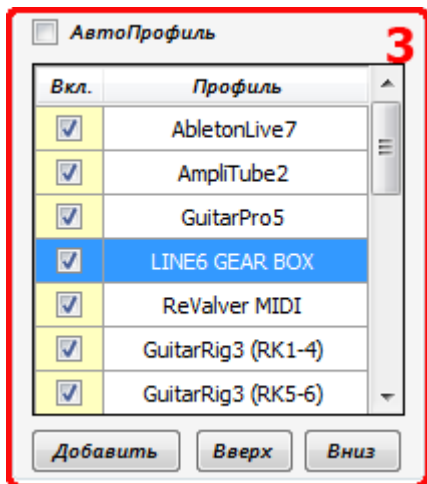 АвтоПрофиль
3
Вкл. Профиль
AbletonLive7
AmpliTube2
GuitarPro5
LINE6 GEAR BOX
ReValver MIDI
GuitarRig3 (RK1-4)
GuitarRig3 (RK5-6)
Добавить Вверх Вниз